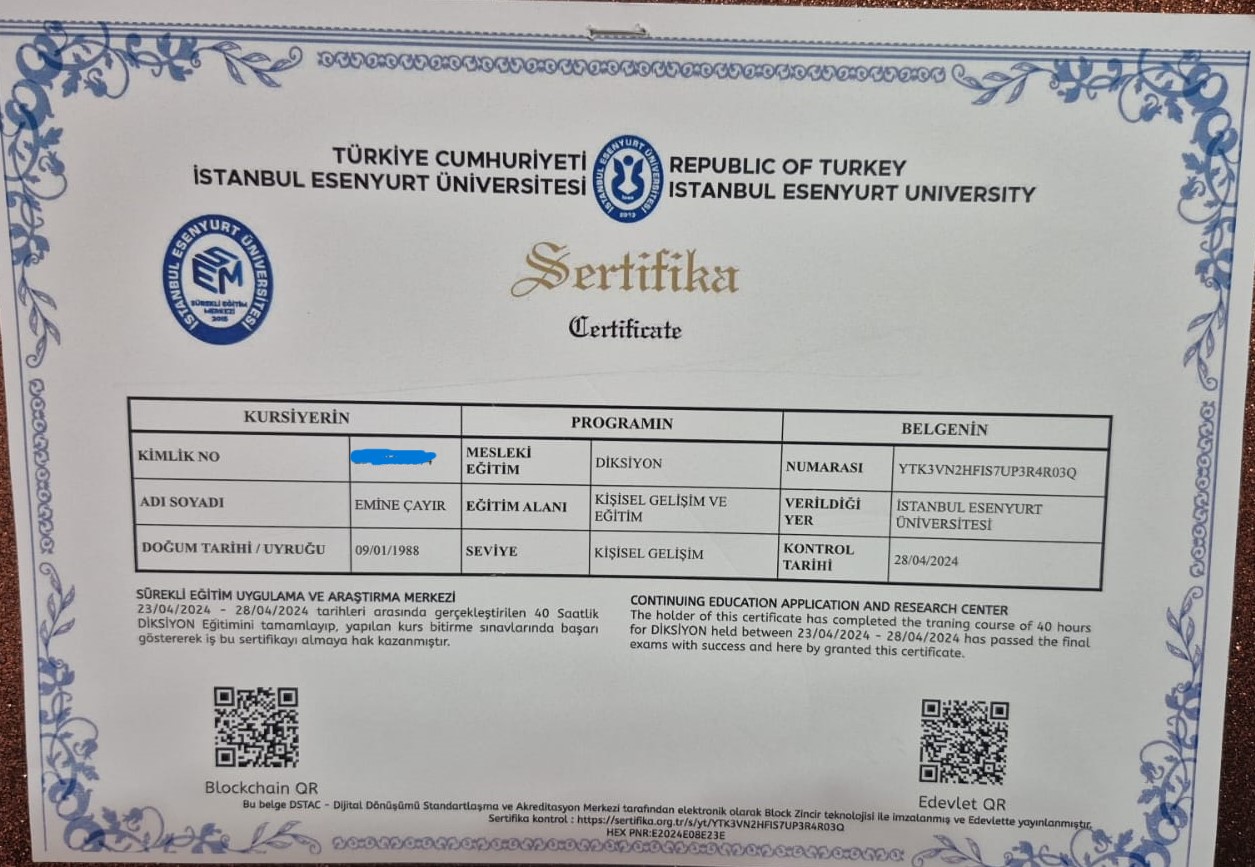 TÜRKİYE CUMHURİYETİ
İSTANBUL ESENYURT ÜNİVERSİTESİ
İSTANBUL ESENYURT ÜNİVERSİTESİ
2013
REPUBLIC OF TURKEY
ISTANBUL ESENYURT UNIVERSITY
İSTANBUL ESENYURT ÜNİVERSİTESİ
SEM
SÜREKLİ EĞİTİM
MERKEZİ
2015
Sertifika
Certificate
KURSİYERİN PROGRAMIN BELGENİN
KİMLİK NO MESLEKİ EĞİTİM DİKSİYON NUMARASI YTK3VN2HFIS7UP3R4R03Q
ADI SOYADI EMİNE ÇAYIR EĞİTİM ALANI KİŞİSEL GELİŞİM VE EĞİTİM VERİLDİĞİ YER İSTANBUL ESENYURT ÜNİVERSİTESİ
DOĞUM TARİHİ / UYRUĞU 09/01/1988 SEVİYE KİŞİSEL GELİŞİM KONTROL TARİHİ 28/04/2024
SÜREKLİ EĞİTİM UYGULAMA VE ARAŞTIRMA MERKEZİ
23/04/2024 - 28/04/2024 tarihleri arasında gerçekleştirilen 40 Saatlik
DİKSİYON Eğitimini tamamlayıp, yapılan kurs bitirme sınavlarında başarı
göstererek iş bu sertifikayı almaya hak kazanmıştır.
CONTINUING EDUCATION APPLICATION AND RESEARCH CENTER
The holder of this certificate has completed the traning course of 40 hours
for DİKSİYON held between 23/04/2024 - 28/04/2024 has passed the final
exams with success and here by granted this certificate.
Blockchain QR
Edevlet QR
Bu belge DSTAC - Dijital Dönüşümü Standartlaşma ve Akreditasyon Merkezi tarafından elektronik olarak Block Zincir teknolojisi ile imzalanmış ve Edevlette yayınlanmıştır.
Sertifika kontrol : https://sertifika.org.tr/s/yt/YTK3VN2HFIS7UP3R4R03Q
HEX PNR:E2024E08E23E